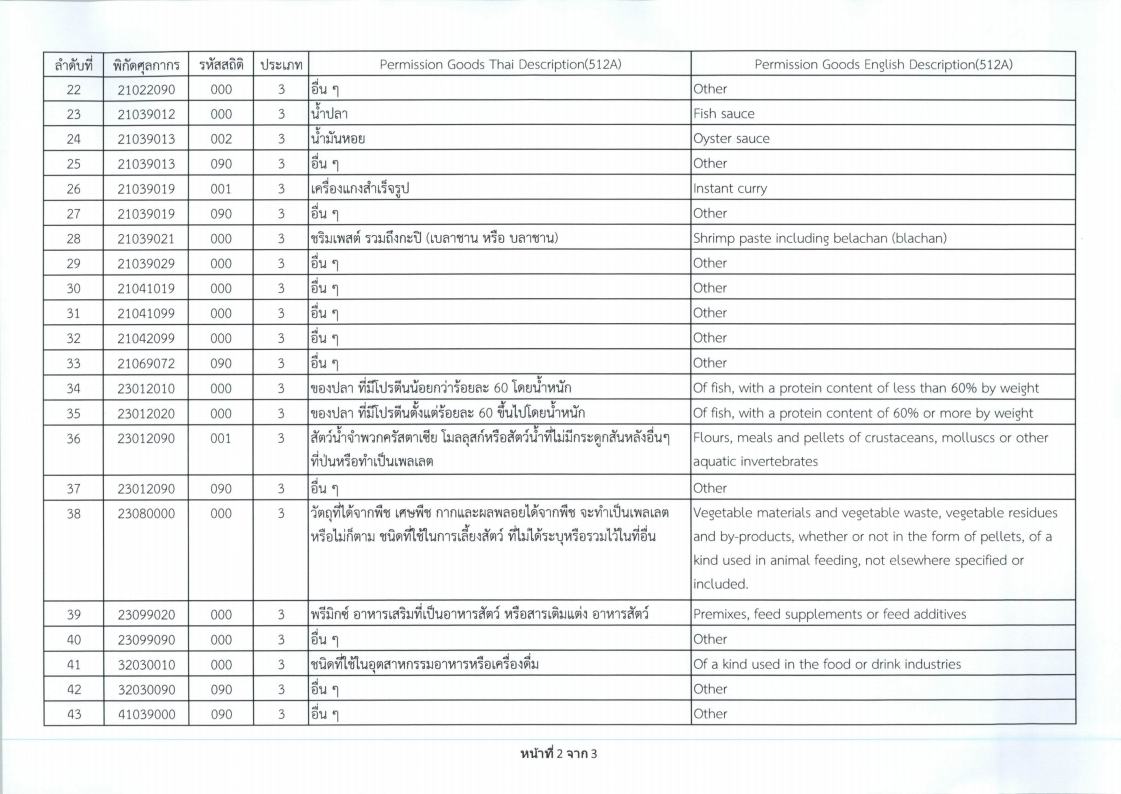 ลำดับที่ พิกัดศุลกากร รหัสสถิติ ประเภท Permission Goods Thai Description(512A) Permission Goods English Description(512A)
22 21022090 000 3 อื่น ๆ Other
23 21039012 000 3 น้ำปลา Fish sauce
24 21039013 002 3 น้ำมันหอย Oyster sauce
25 21039013 090 3 อื่น ๆ Other
26 21039019 001 3 เครื่องแกงสำเร็จรูป Instant curry
27 21039019 090 3 อื่น ๆ Other
28 21039021 000 3 ชริมเพสต์ รวมถึงกะปิ (เบลาชาน หรือ บลาชาน) Shrimp paste including belachan (blachan)
29 21039029 000 3 อื่น ๆ Other
30 21041019 000 3 อื่น ๆ Other
31 21041099 000 3 อื่น ๆ Other
32 21042099 000 3 อื่น ๆ Other
33 21069072 090 3 อื่น ๆ Other
34 23012010 000 3 ของปลา ที่มีโปรตีนน้อยกว่าร้อยละ 60 โดยน้ำหนัก Of fish, with a protein content of less than 60% by weight
35 23012020 000 3 ของปลา ที่มีโปรตีนตั้งแต่ร้อยละ 60 ขึ้นไปโดยน้ำหนัก Of fish, with a protein content of 60% or more by weight
36 23012090 001 3 สัตว์น้ำจำพวกครัสตาเซีย โมลลุสก์หรือสัตว์น้ำที่ไม่มีกระดูกสันหลังอื่นๆ Flours, meals and pellets of crustaceans, molluscs or other
ที่ป่นหรือทำเป็นเพลเลต aquatic invertebrates
37 23012090 090 3 อื่น ๆ Other
38 23080000 000 3 วัตถุที่ได้จากพืช เศษพืช กากและผลพลอยได้จากพืช จะทำเป็นเพลเลต Vegetable materials and vegetable waste, vegetable residues
หรือไม่ก็ตาม ชนิดที่ใช้ในการเลี้ยงสัตว์ ที่ไม่ได้ระบุหรือรวมไว้ในที่อื่น and by-products, whether or not in the form of pellets, of a
kind used in animal feeding, not elsewhere specified or
included.
39 23099020 000 3 พรีมิกซ์ อาหารเสริมที่เป็นอาหารสัตว์ หรือสารเติมแต่ง อาหารสัตว์ Premixes, feed supplements or feed additives
40 23099090 000 3 อื่น ๆ Other
41 32030010 000 3 ชนิดที่ใช้ในอุตสาหกรรมอาหารหรือเครื่องดื่ม Of a kind used in the food or drink industries
42 32030090 090 3 อื่น ๆ Other
43 41039000 090 3 อื่น ๆ Other
หน้าที่ 2 จาก 3